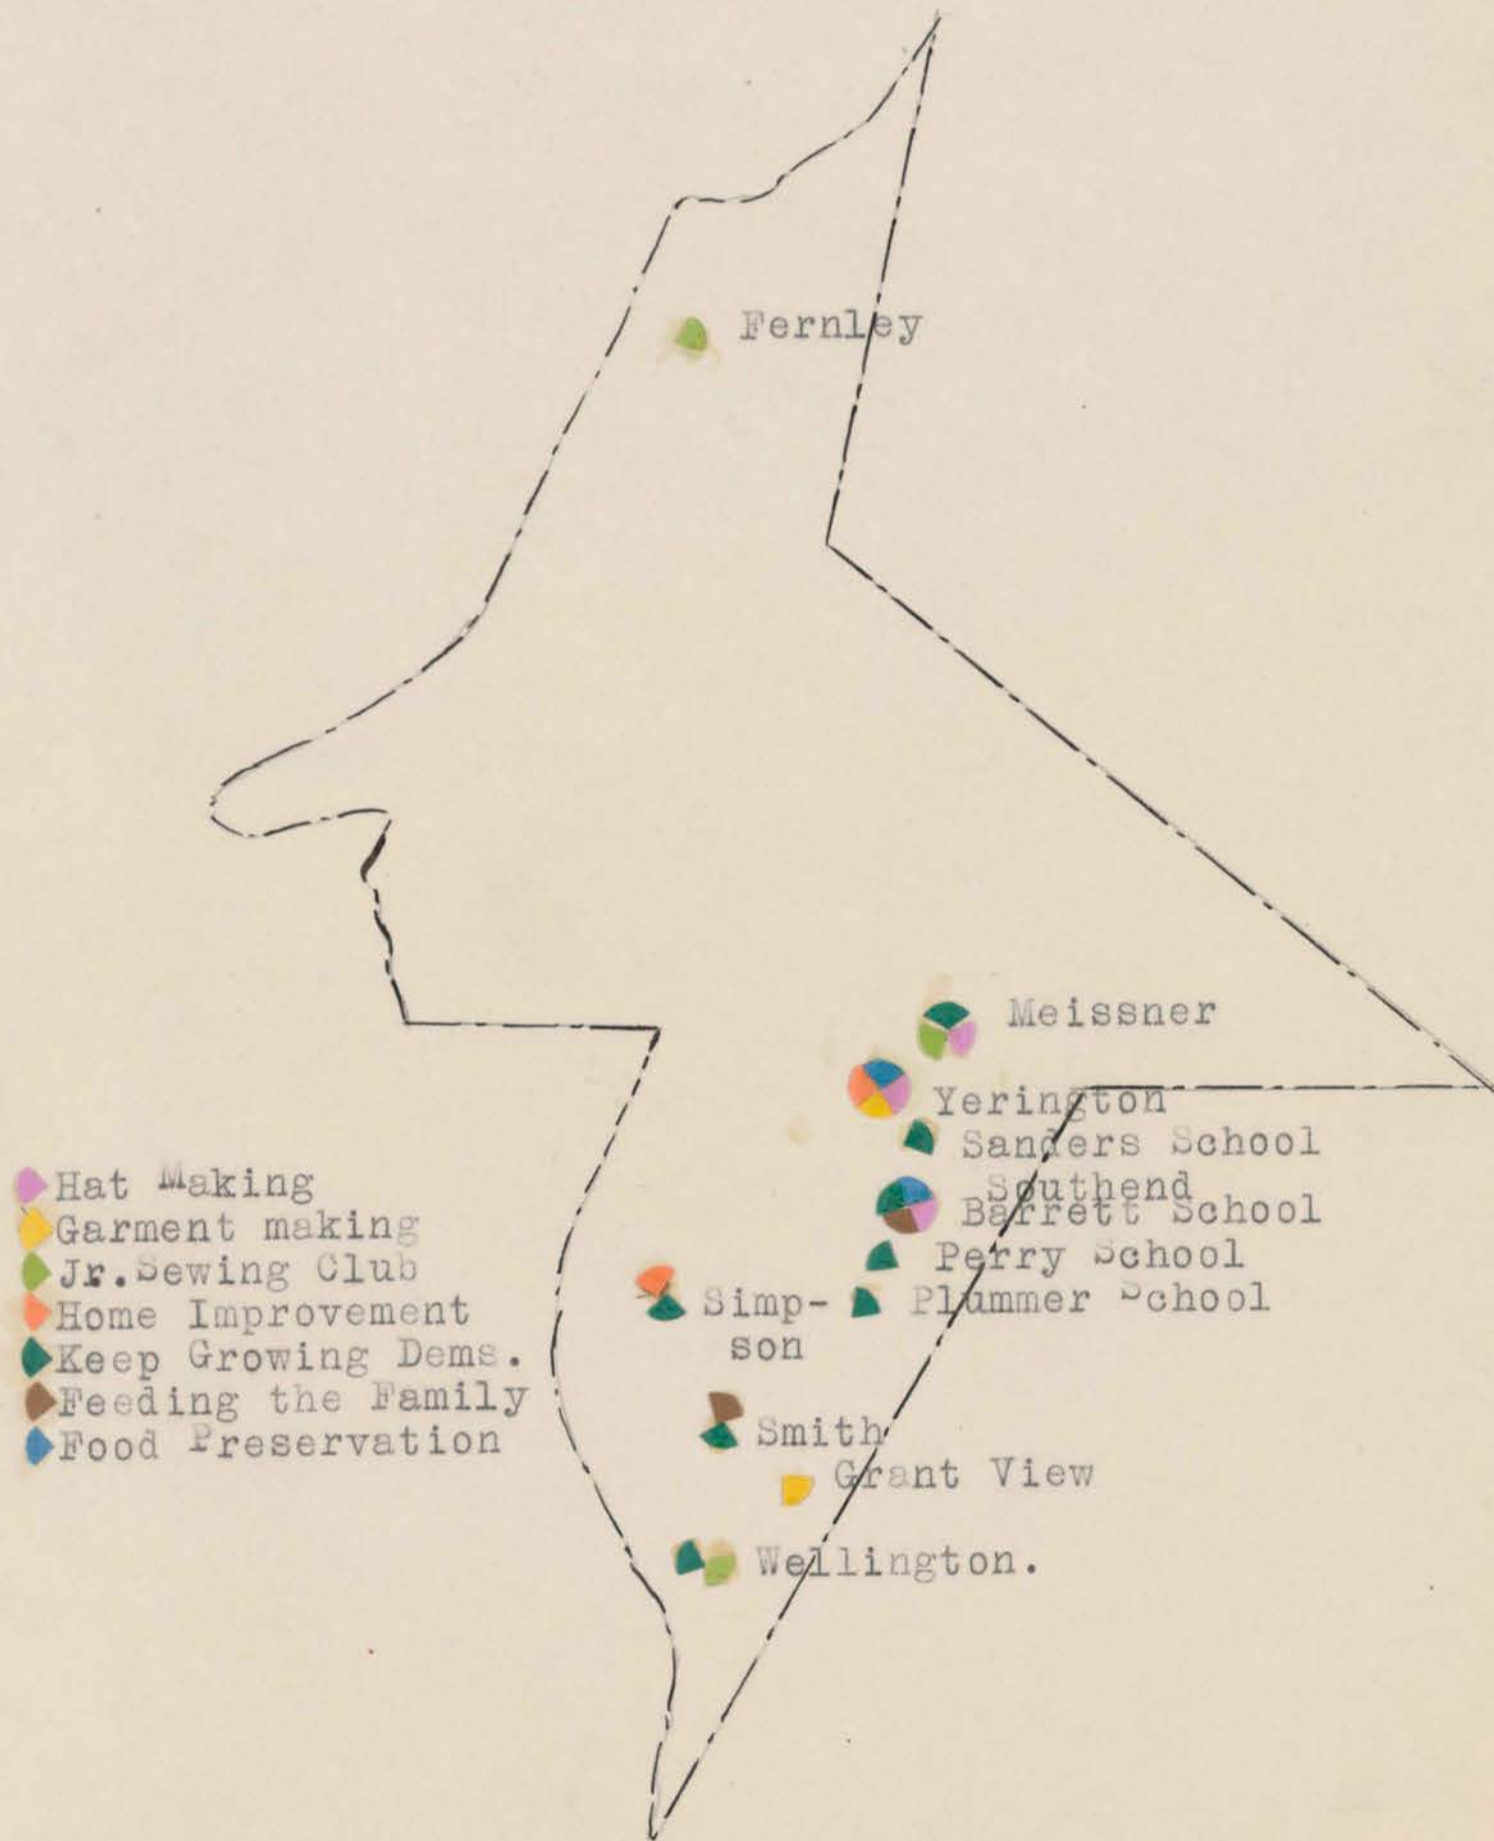 Fernley
Meissner
Yerington
Sanders School
Southend
Barrett School
Perry School
Simp-
son
Plummer School
Smith
Grant View
Wellington.
Hat Making
Garment making
Jr.Sewing Club
Home Improvement
Keep Growing Dems.
Feeding the Family
Food Preservation